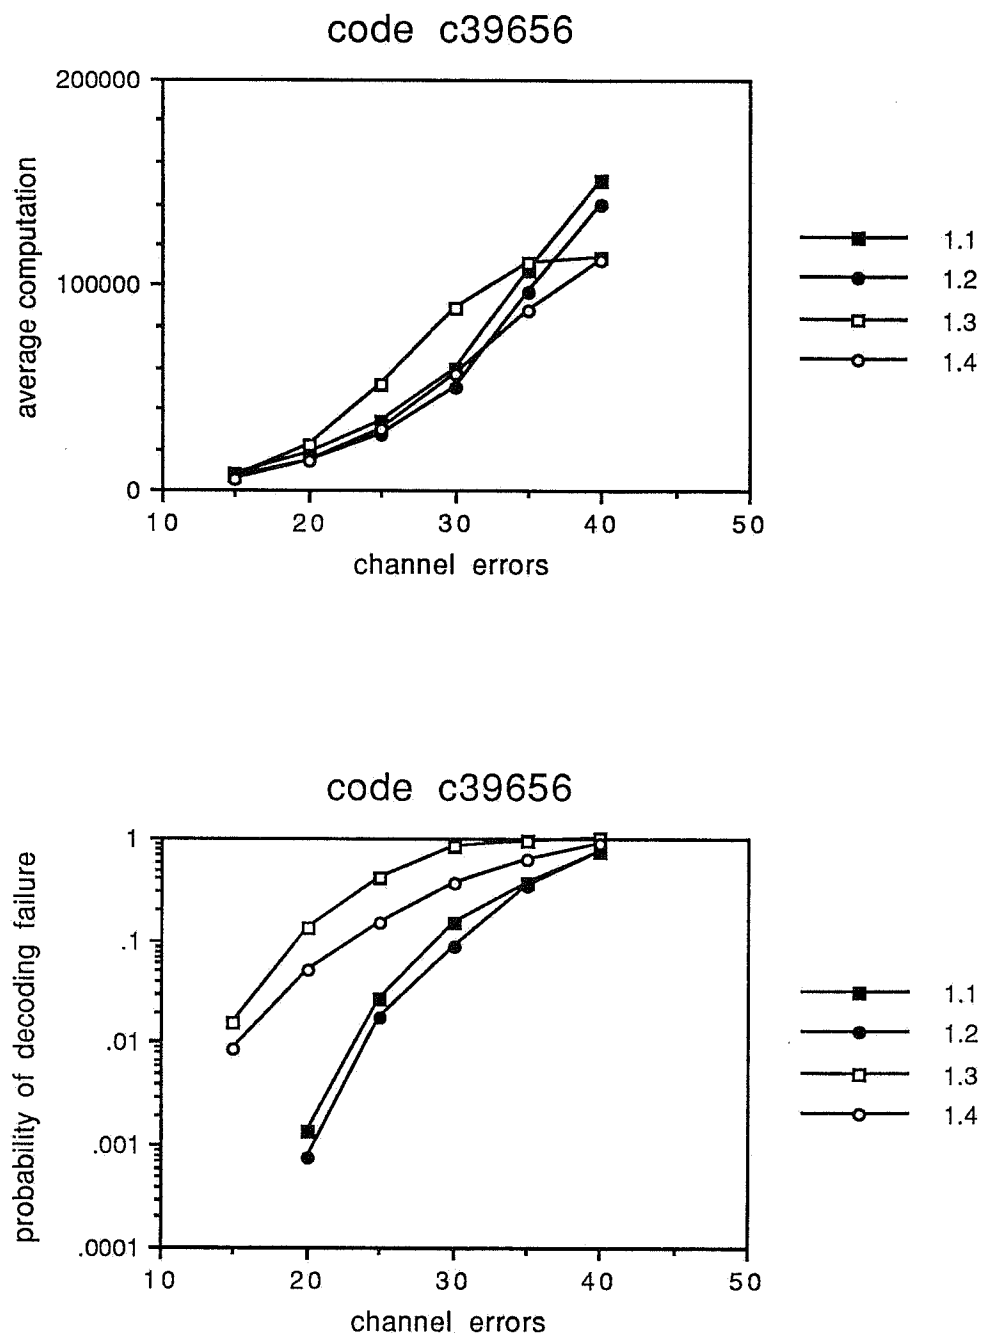 code c39656
200000
100000
0
average computation
10 20 30 40 50
channel errors
1.1
1.2
1.3
1.4
code c39656
1
.1
.01
.001
.0001
probability of decoding failure
10 20 30 40 50
channel errors
1.1
1.2
1.3
1.4